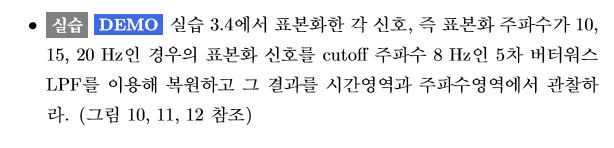 • 실습 DEMO 실습 3.4에서 표본화한 각 신호, 즉 표본화 주파수가 10,
15, 20 Hz인 경우의 표본화 신호를 cutoff 주파수 8 Hz인 5차 버터워스
LPF를 이용해 복원하고 그 결과를 시간영역과 주파수영역에서 관찰하
라. (그림 10, 11, 12 참조)